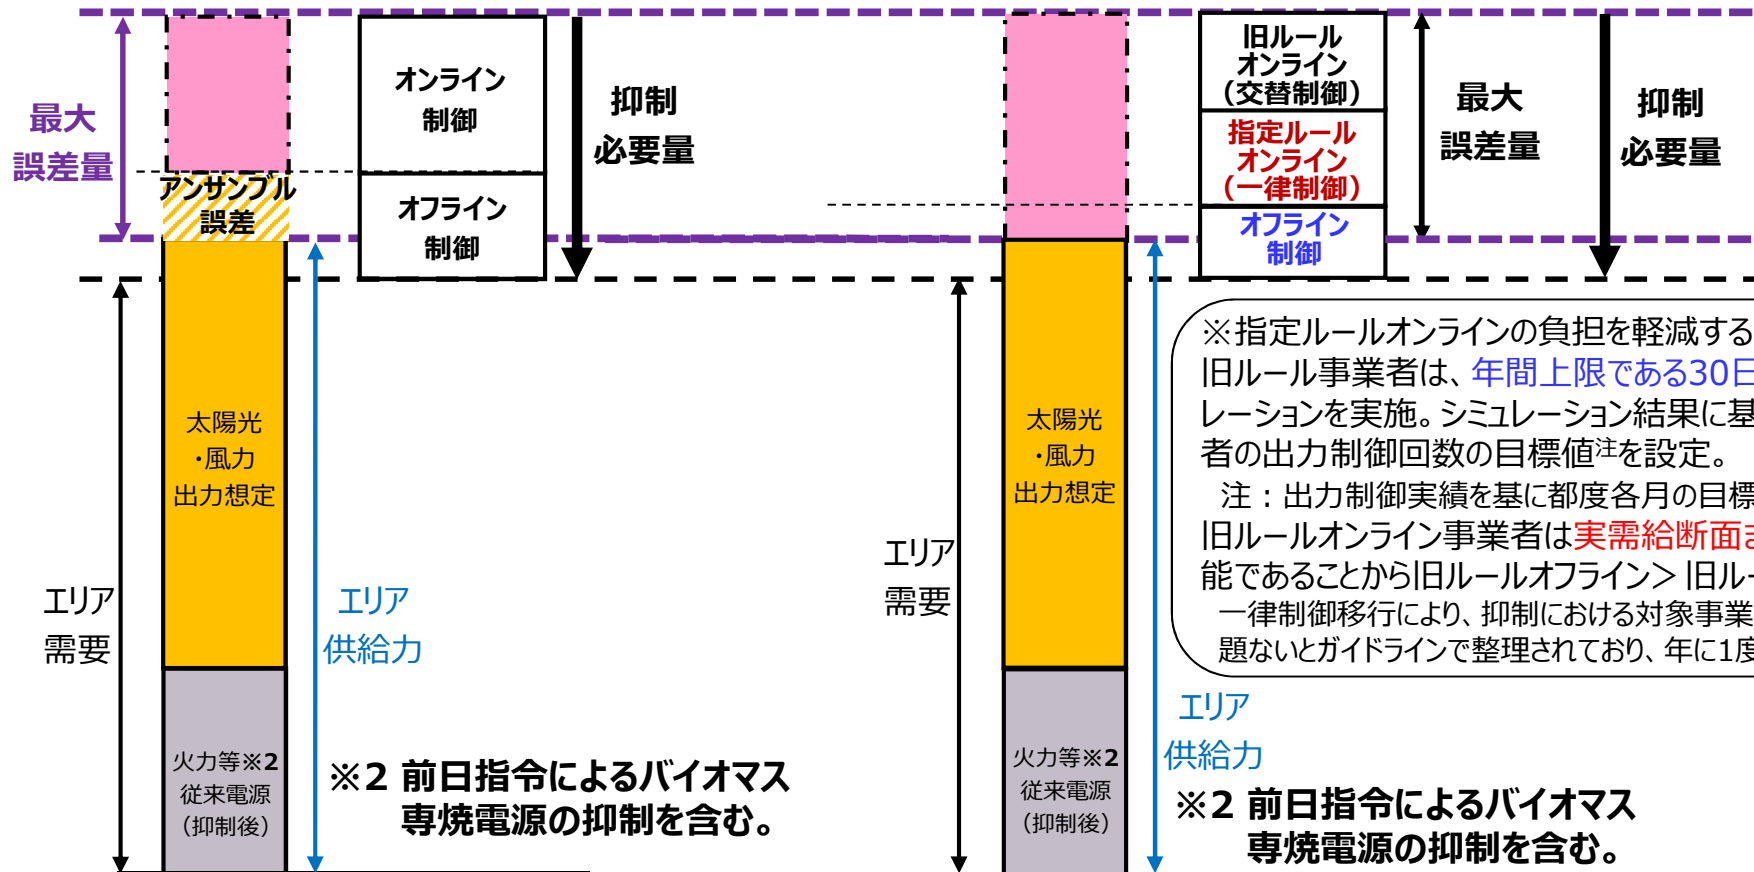 最大
誤差量
アンサンブル
誤差
オンライン
制御
オフライン
制御
抑制
必要量
太陽光
・風力
出力想定
エリア
需要
エリア
供給力
火力等※2
従来電源
（抑制後）
※2 前日指令によるバイオマス
専焼電源の抑制を含む。
旧ルール
オンライン
（交替制御）
指定ルール
オンライン
（一律制御）
オフライン
制御
最大
誤差量
抑制
必要量
太陽光
・風力
出力想定
エリア
需要
エリア
供給力
火力等※2
従来電源
（抑制後）
※2 前日指令によるバイオマス
専焼電源の抑制を含む。
※指定ルールオンラインの負担を軽減する
旧ルール事業者は、年間上限である30日
レーションを実施。シミュレーション結果に基
者の出力制御回数の目標値注を設定。
注：出力制御実績を基に都度各月の目標
旧ルールオンライン事業者は実需給断面ま
能であることから旧ルールオフライン＞旧ルー
一律制御移行により、抑制における対象事業
題ないとガイドラインで整理されており、年に1度